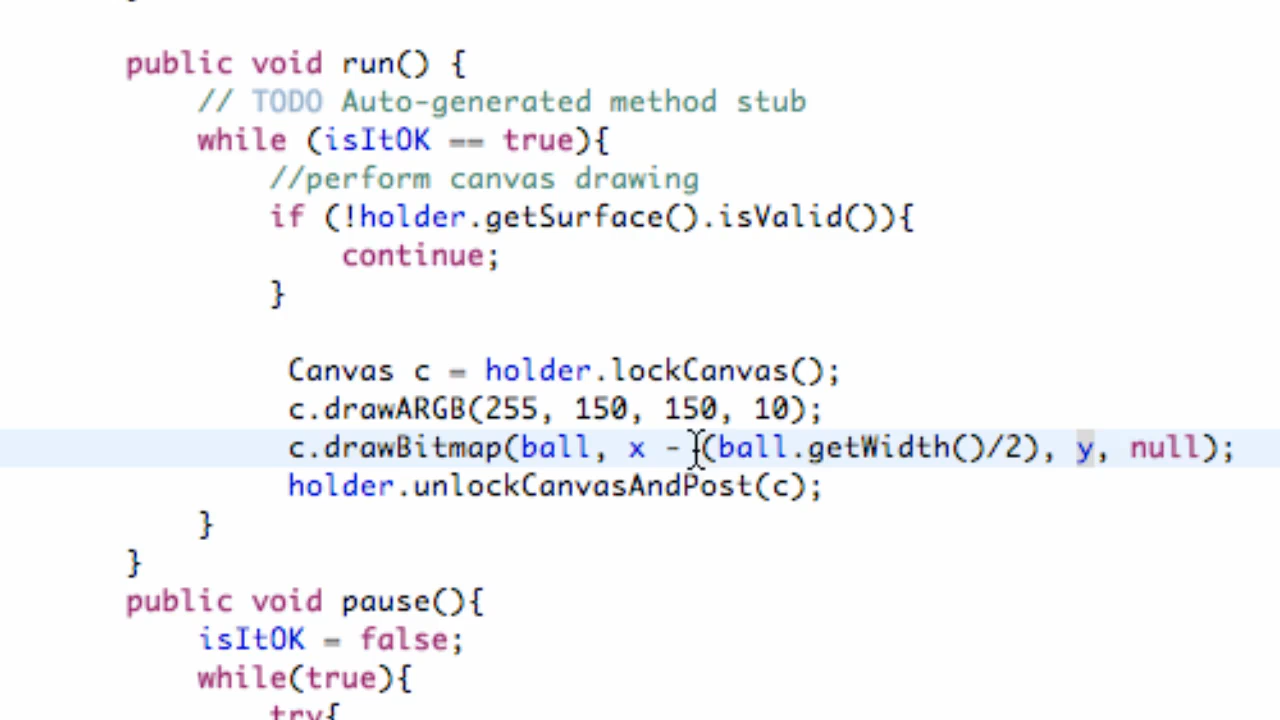 public void run() {
// TODO Auto-generated method stub
while (isItOK == true){
//perform canvas drawing
if (!holder.getSurface().isValid()){
continue;
}
Canvas c = holder.lockCanvas();
c.drawARGB(255, 150, 150, 10);
c.drawBitmap(ball, x - (ball.getWidth()/2), y, null);
holder.unlockCanvasAndPost(c);
}
}
public void pause(){
isItOK = false;
while(true){
try{